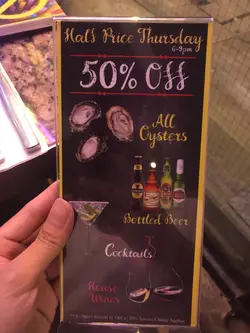 Half Price Thursday
6-9pm
50% Off
All
Oysters
Bottled Beer
Cocktails
House
Wines